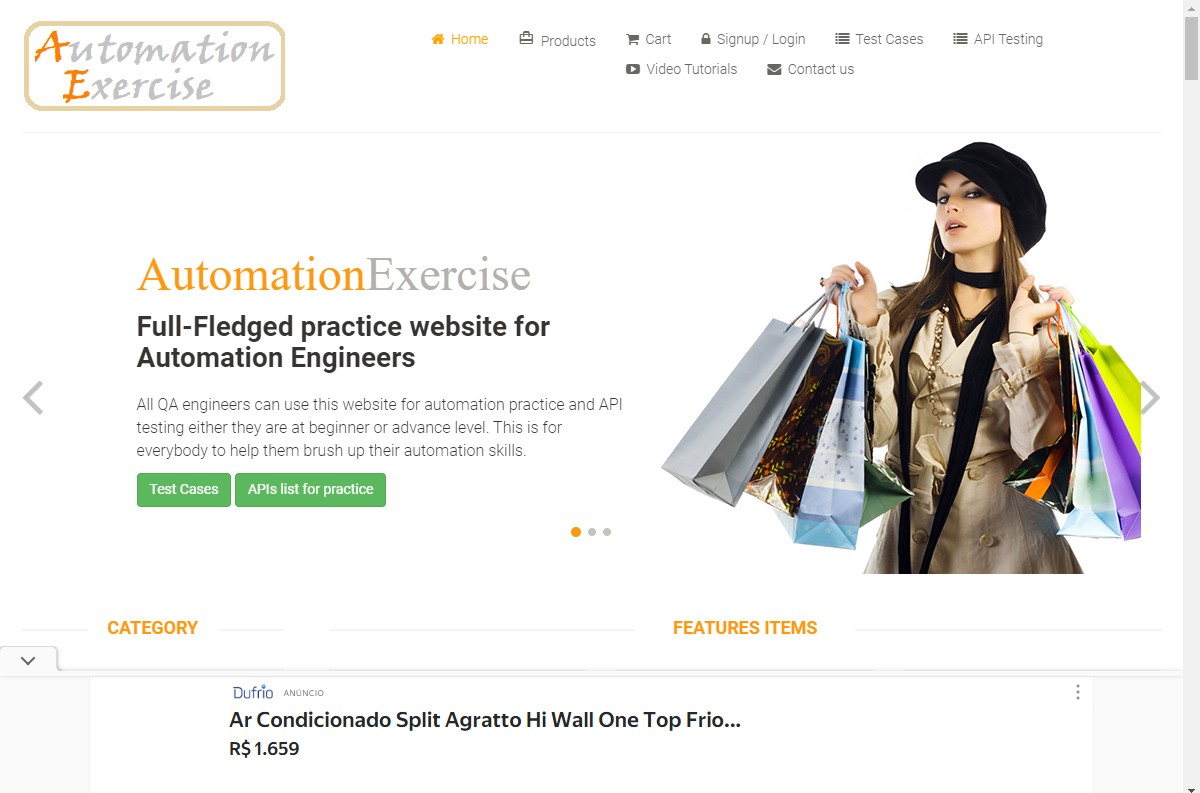 Automation
Exercise
Home Products Cart Signup / Login Test Cases API Testing
Video Tutorials Contact us
AutomationExercise
Full-Fledged practice website for
Automation Engineers
All QA engineers can use this website for automation practice and API
testing either they are at beginner or advance level. This is for
everybody to help them brush up their automation skills.
Test Cases APIs list for practice
CATEGORY FEATURES ITEMS
Dufrio ANÚNCIO
Ar Condicionado Split Agratto Hi Wall One Top Frio...
R$ 1.659